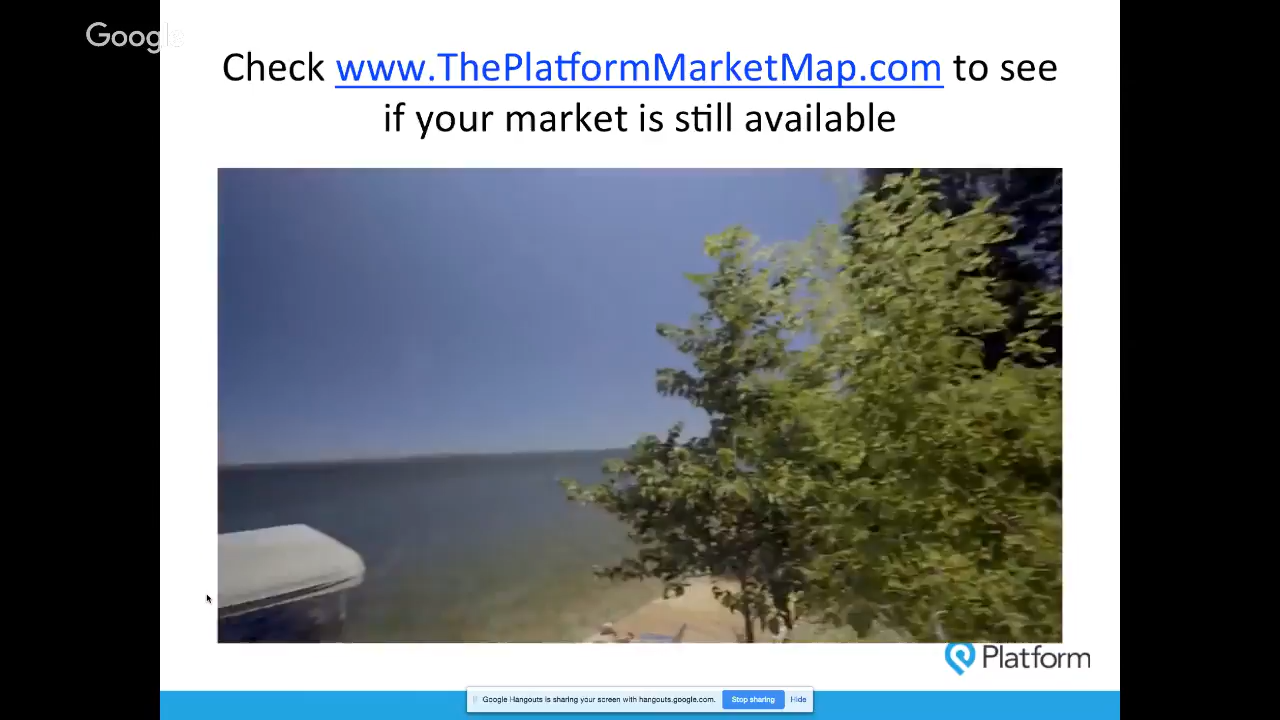 Google
Check www.ThePlatformMarketMap.com to see
if your market is still available
Platform
Google Hangouts is sharing your screen with hangouts.google.com.
Stop sharing
Hide